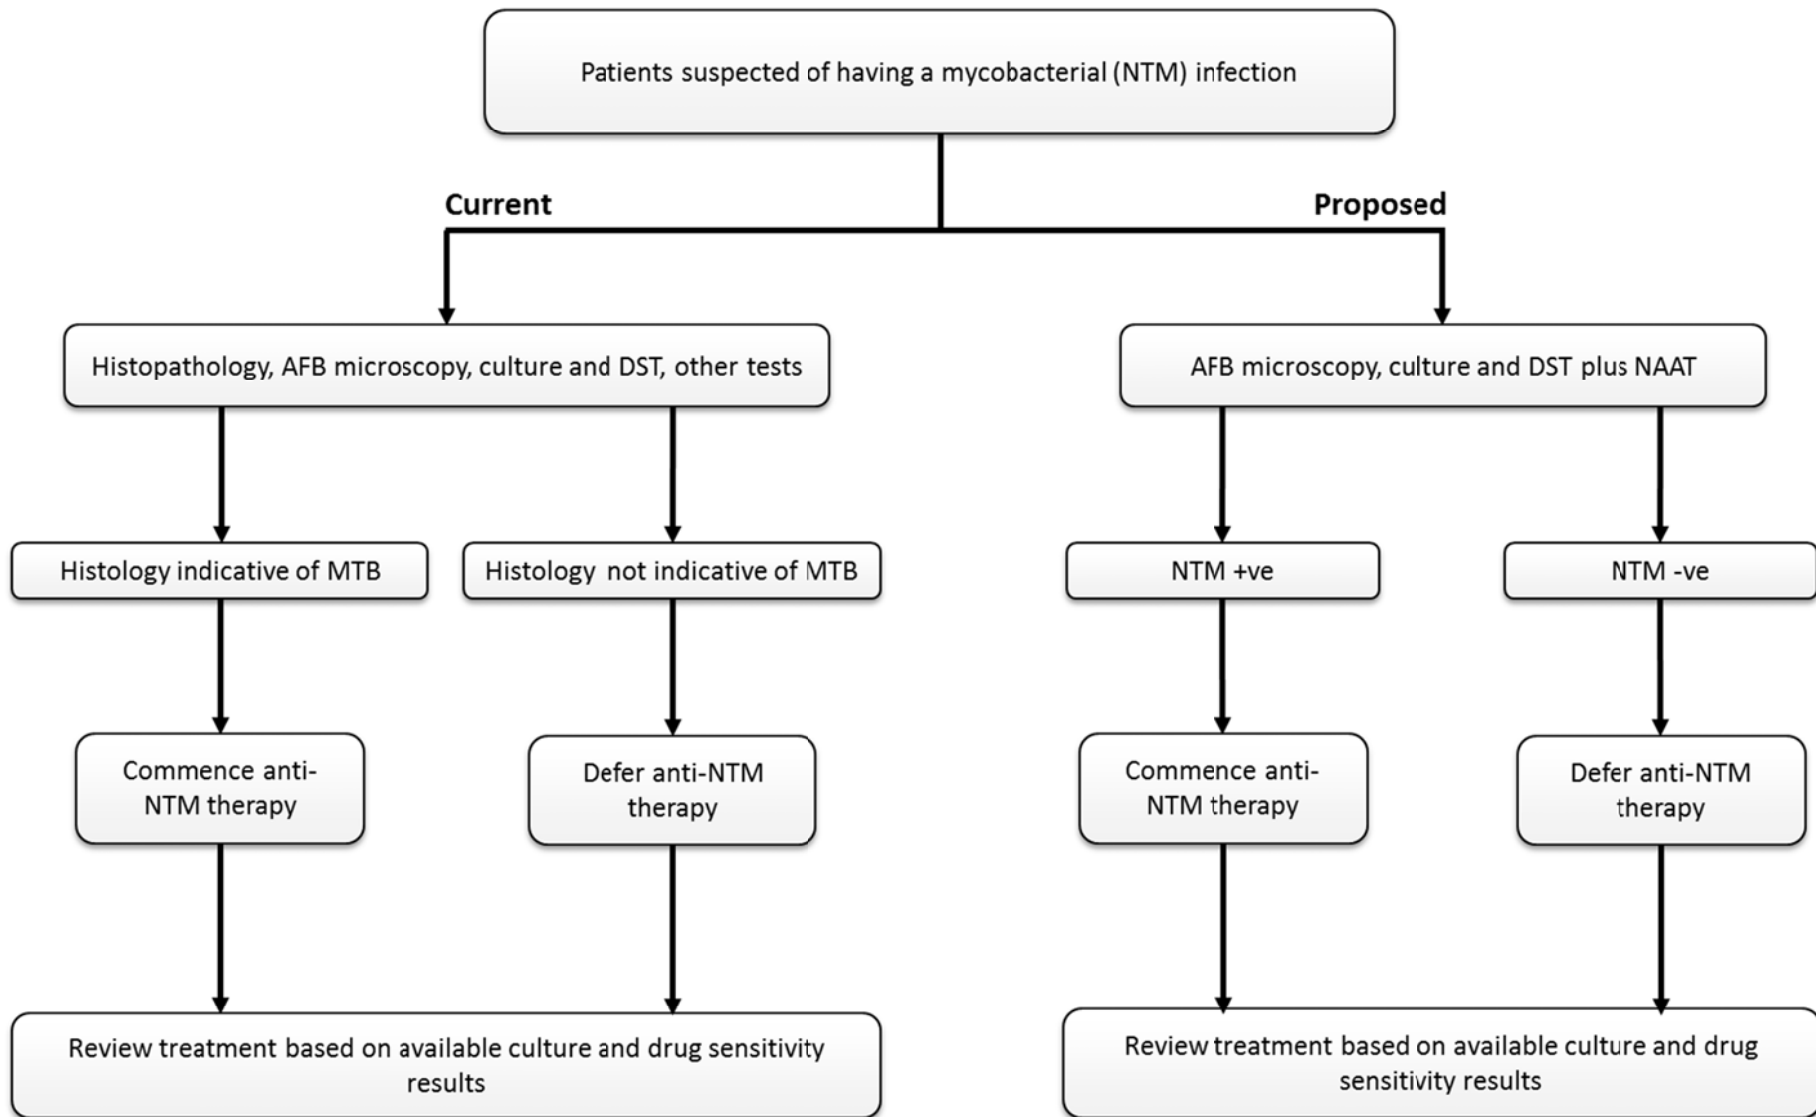 Patients suspected of having a mycobacterial (NTM) infection
Current
Proposed
Histopathology, AFB microscopy, culture and DST, other tests
AFB microscopy, culture and DST plus NAAT
Histology indicative of MTB
Histology not indicative of MTB
NTM +ve
NTM -ve
Commence anti-
NTM therapy
Defer anti-NTM
therapy
Commence anti-
NTM therapy
Defer anti-NTM
therapy
Review treatment based on available culture and drug sensitivity
results
Review treatment based on available culture and drug
sensitivity results